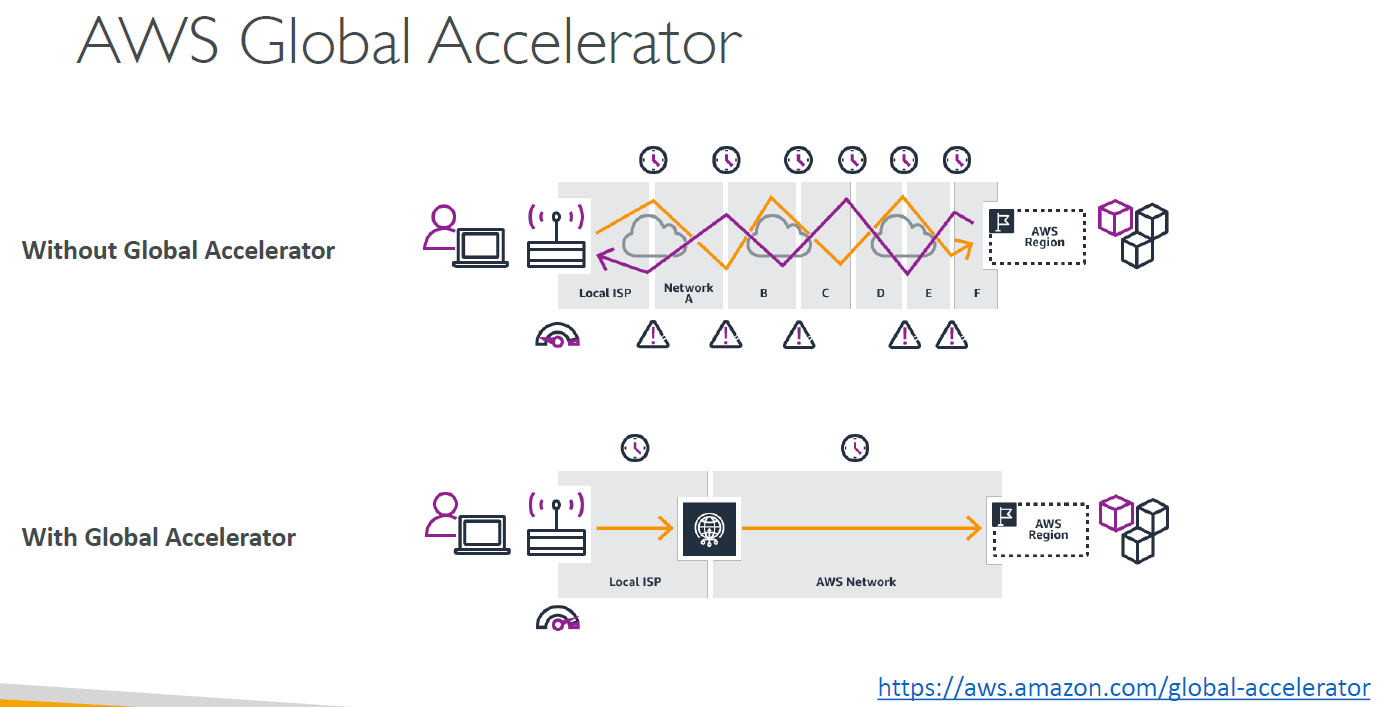 AWS Global Accelerator
Without Global Accelerator
Local ISP
Network
A
B
C
D
E
F
AWS
Region
With Global Accelerator
Local ISP
AWS Network
AWS
Region
https://aws.amazon.com/global-accelerator